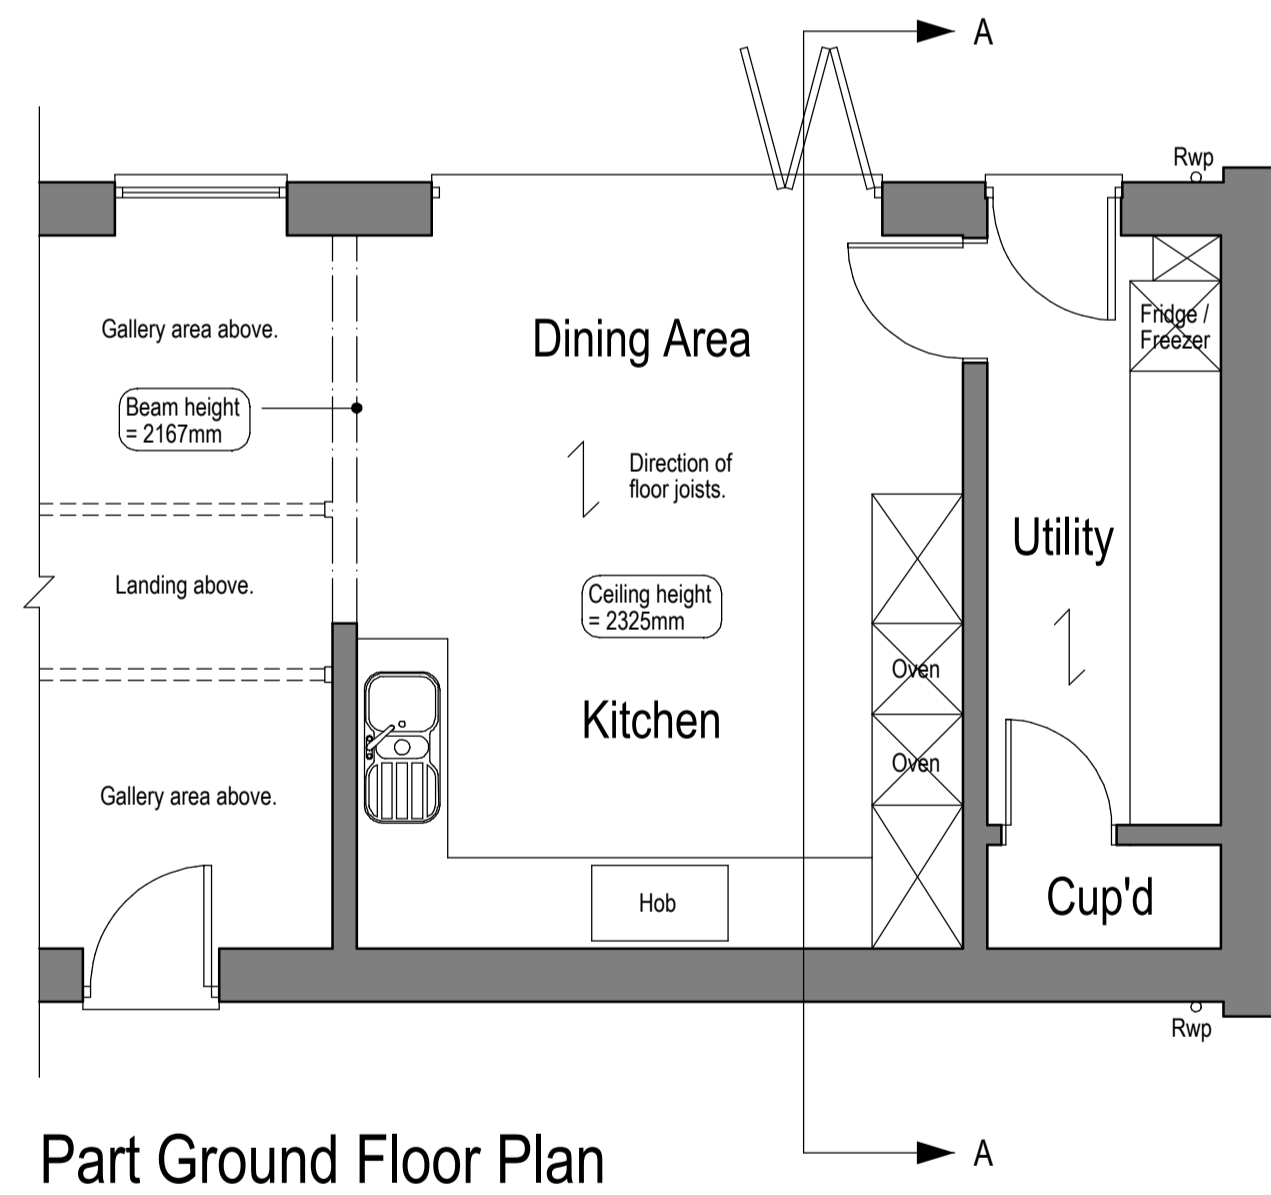 A
Rwp
Gallery area above.
Dining Area
Fridge /
Freezer
Beam height
= 2167mm
Direction of
floor joists.
Utility
Landing above.
Ceiling height
= 2325mm
Oven
Kitchen
Oven
Gallery area above.
Hob
Cup'd
Rwp
A
Part Ground Floor Plan